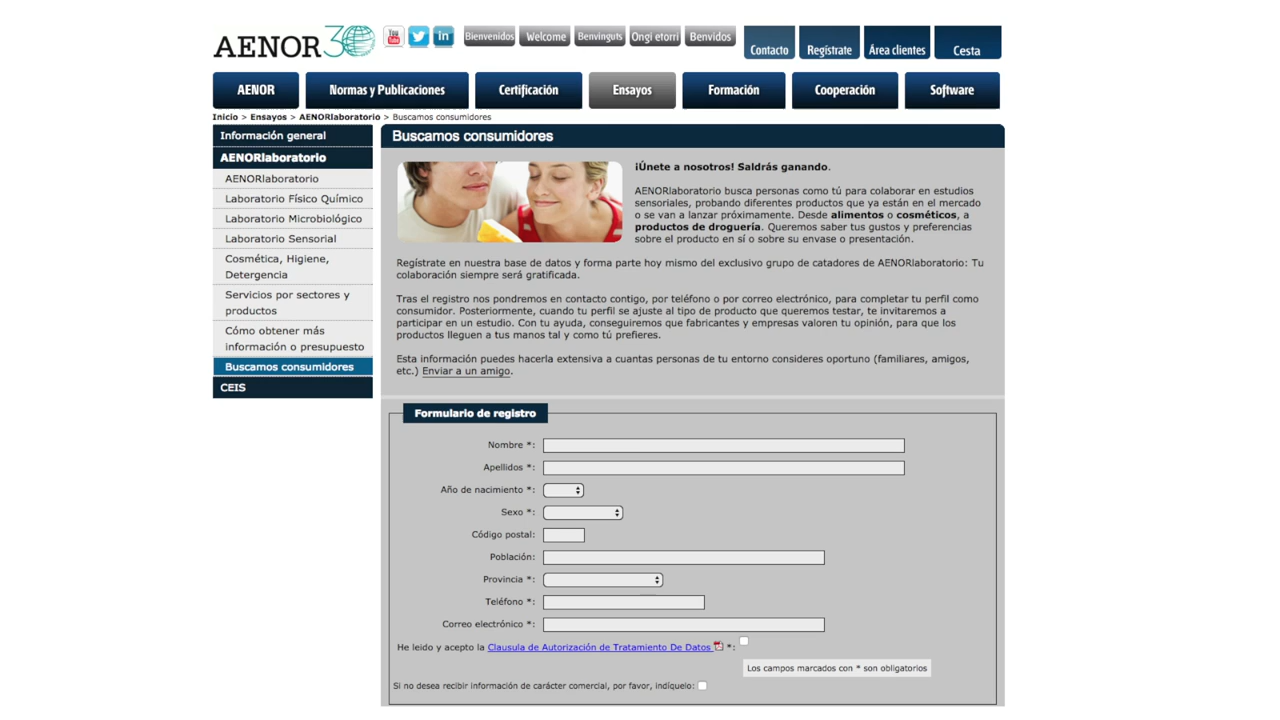 AENOR 30
You Tube
in
Bienvenidos Welcome Benvinguts Ongi etorri Benvidos
Contacto Regístrate Área clientes Cesta
AENOR Normas y Publicaciones Certificación Ensayos Formación Cooperación Software
Inicio > Ensayos > AENORlaboratorio > Buscamos consumidores
Información general
AENORlaboratorio
AENORlaboratorio
Laboratorio Físico Químico
Laboratorio Microbiológico
Laboratorio Sensorial
Cosmética, Higiene,
Detergencia
Servicios por sectores y
productos
Cómo obtener más
información o presupuesto
Buscamos consumidores
CEIS
Buscamos consumidores
¡Únete a nosotros! Saldrás ganando.
AENORlaboratorio busca personas como tú para colaborar en estudios
sensoriales, probando diferentes productos que ya están en el mercado
o se van a lanzar próximamente. Desde alimentos o cosméticos, a
productos de droguería. Queremos saber tus gustos y preferencias
sobre el producto en sí o sobre su envase o presentación.
Regístrate en nuestra base de datos y forma parte hoy mismo del exclusivo grupo de catadores de AENORlaboratorio: Tu
colaboración siempre será gratificada.
Tras el registro nos pondremos en contacto contigo, por teléfono o por correo electrónico, para completar tu perfil como
consumidor. Posteriormente, cuando tu perfil se ajuste al tipo de producto que queremos testar, te invitaremos a
participar en un estudio. Con tu ayuda, conseguiremos que fabricantes y empresas valoren tu opinión, para que los
productos lleguen a tus manos tal y como tú prefieres.
Esta información puedes hacerla extensiva a cuantas personas de tu entorno consideres oportuno (familiares, amigos,
etc.) Enviar a un amigo.
Formulario de registro
Nombre *:
Apellidos *:
Año de nacimiento *:
Sexo *:
Código postal:
Población:
Provincia *:
Teléfono *:
Correo electrónico *:
He leido y acepto la Clausula de Autorización de Tratamiento De Datos *:
Los campos marcados con * son obligatorios
Si no desea recibir información de carácter comercial, por favor, indíquelo: